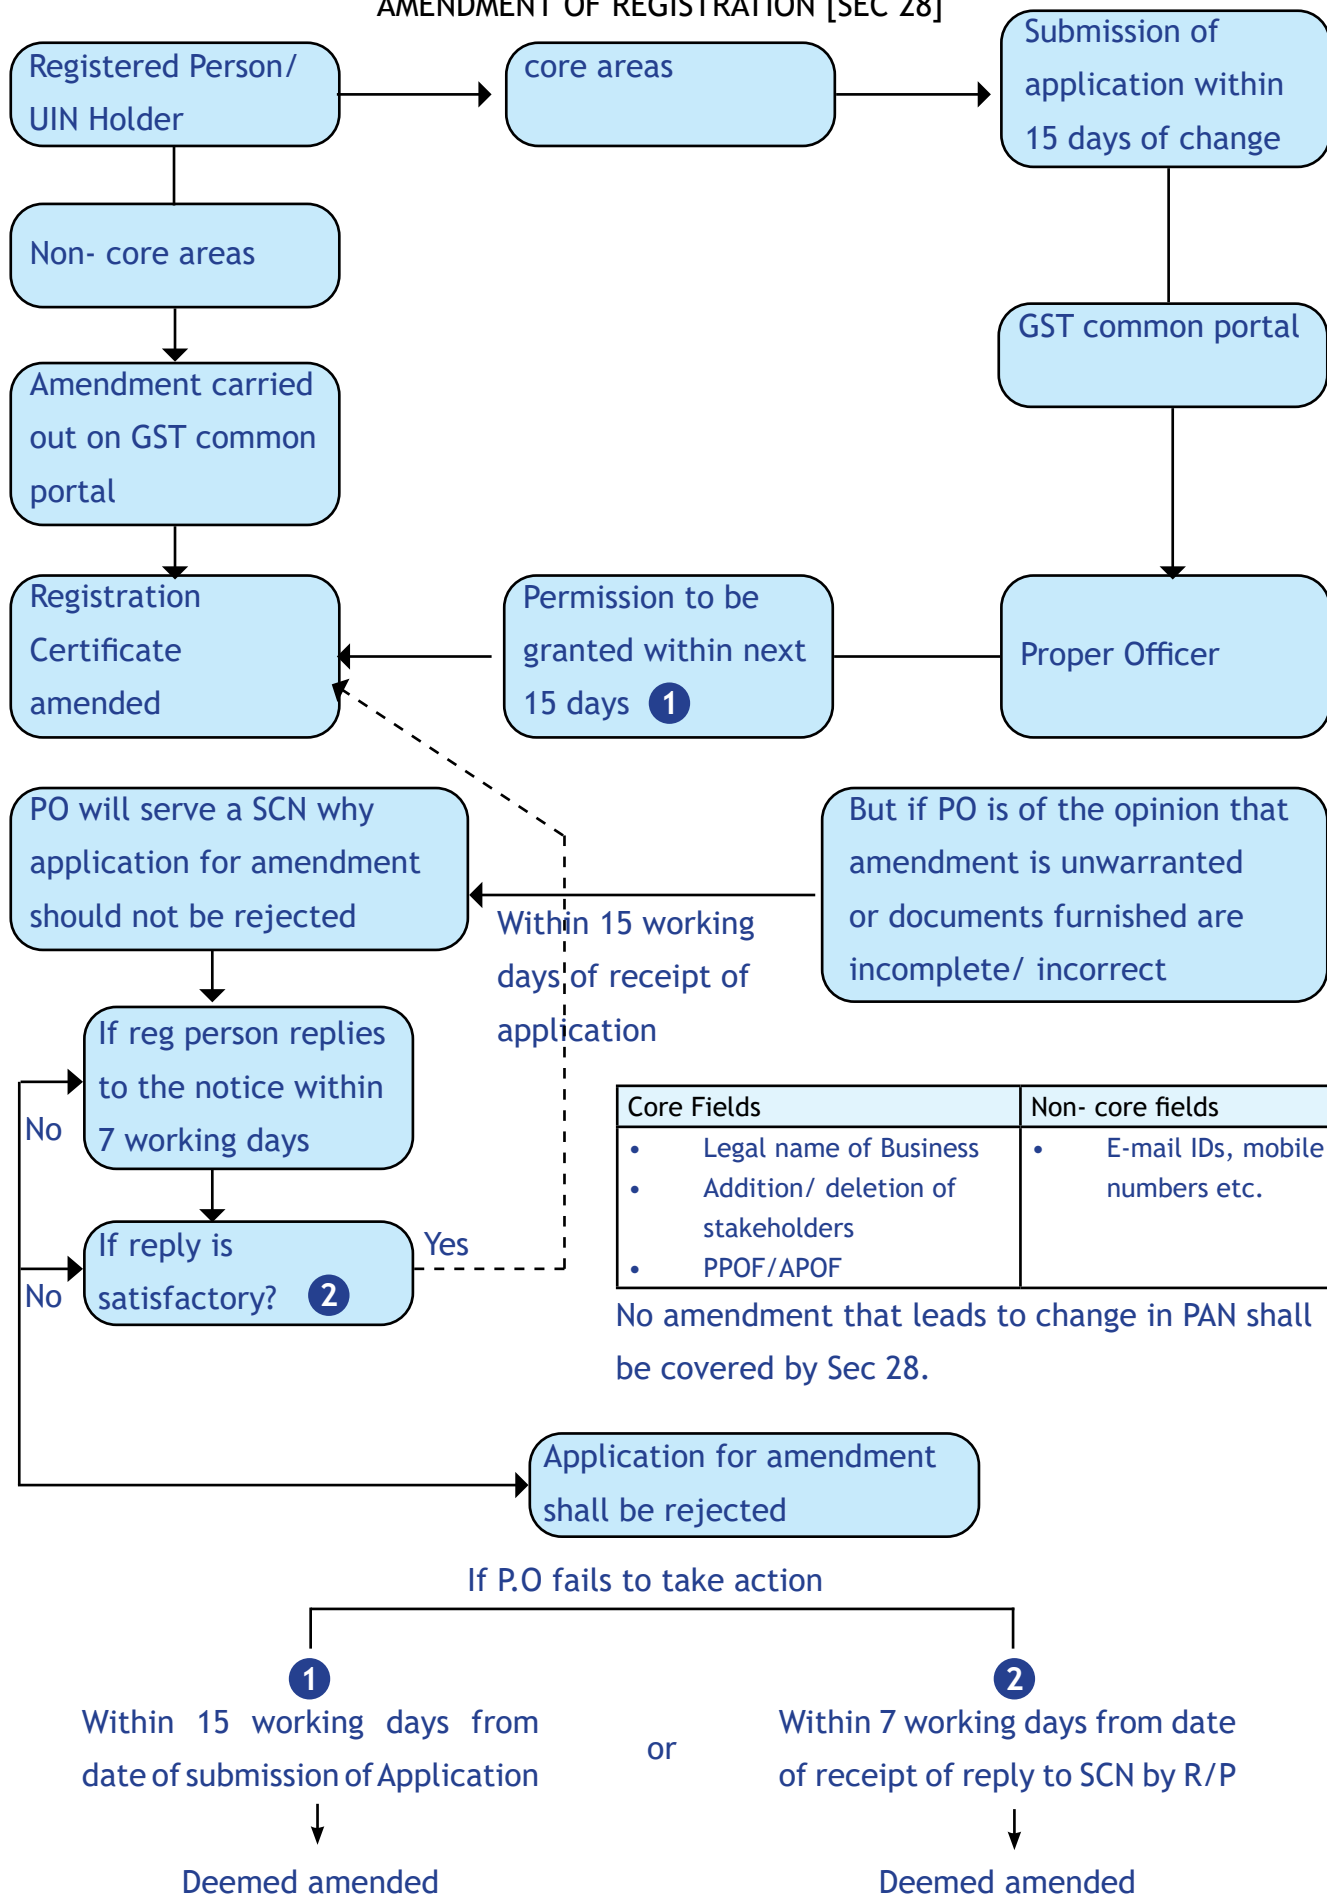 AMENDMENT OF REGISTRATION [SEC 28]
Registered Person/
UIN Holder
core areas
Submission of
application within
15 days of change
Non- core areas
GST common portal
Amendment carried
out on GST common
portal
Registration
Certificate
amended
Permission to be
granted within next
15 days 1
Proper Officer
PO will serve a SCN why
application for amendment
should not be rejected
Within 15 working
days of receipt of
application
But if PO is of the opinion that
amendment is unwarranted
or documents furnished are
incomplete/ incorrect
If reg person replies
to the notice within
7 working days
No
If reply is
satisfactory? 2
Yes
No
Core Fields
Non- core fields
• Legal name of Business
• Addition/ deletion of
stakeholders
• PPOF/APOF
• E-mail IDs, mobile
numbers etc.
No amendment that leads to change in PAN shall
be covered by Sec 28.
Application for amendment
shall be rejected
If P.O fails to take action
1
Within 15 working days from
date of submission of Application
or
2
Within 7 working days from date
of receipt of reply to SCN by R/P
Deemed amended
Deemed amended